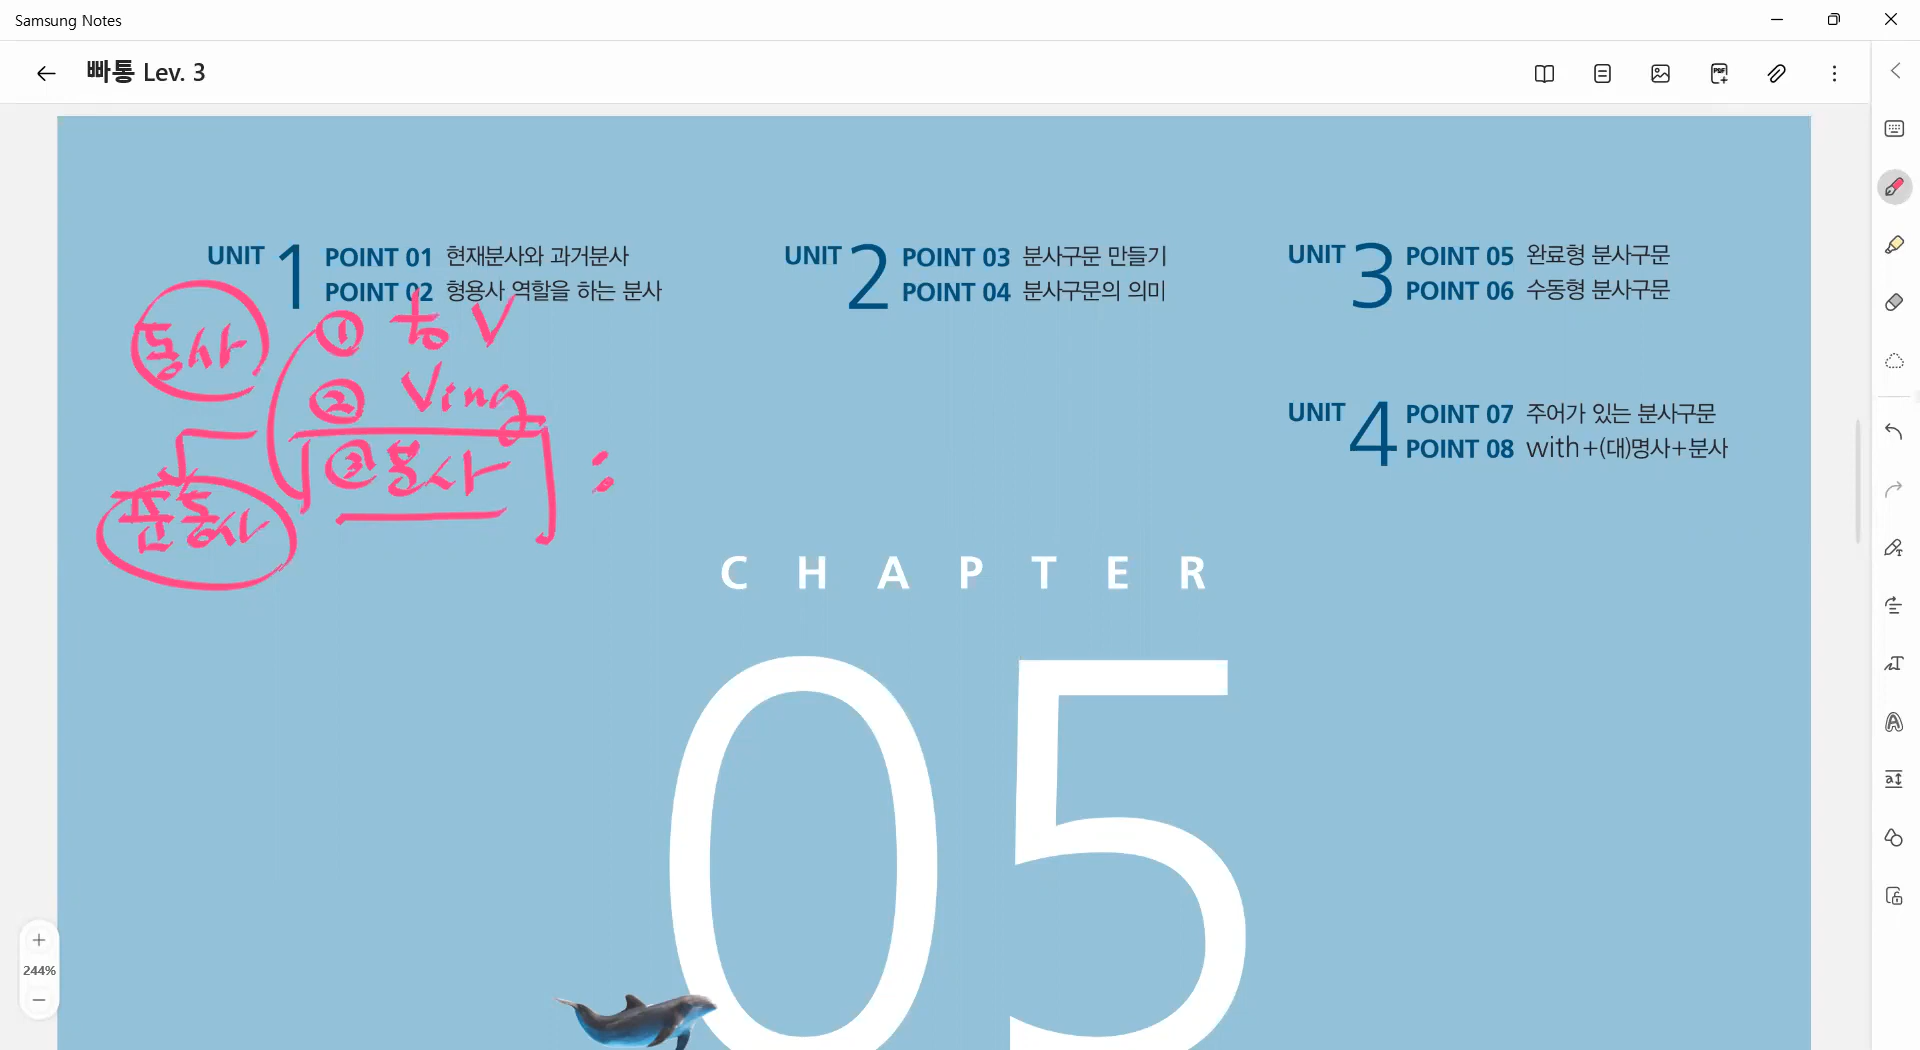 Samsung Notes
빠통 Lev. 3
UNIT 1 POINT 01 현재분사와 과거분사
POINT 02 형용사 역할을 하는 분사
UNIT 2 POINT 03 분사구문 만들기
POINT 04 분사구문의 의미
UNIT 3 POINT 05 완료형 분사구문
POINT 06 수동형 분사구문
UNIT 4 POINT 07 주어가 있는 분사구문
POINT 08 with+(대)명사+분사
동사
① to V
② Ving
③ 분사 :
준동사
CHAPTER
05
244%